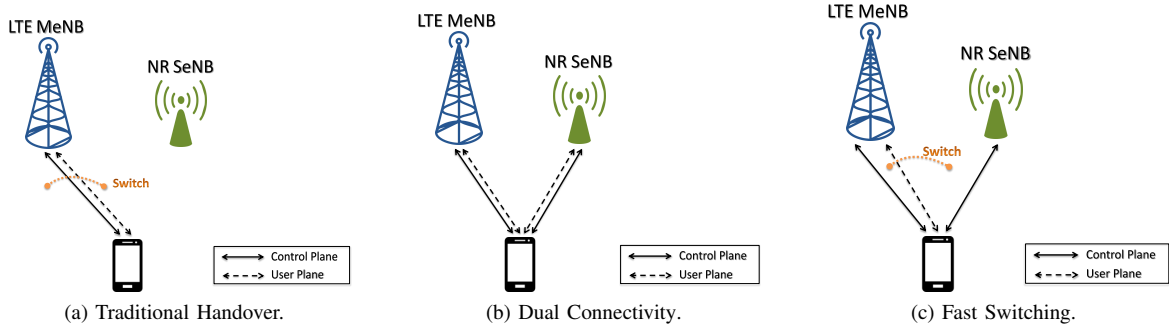 LTE MeNB
NR SeNB
Switch
Control Plane
User Plane
(a) Traditional Handover.
LTE MeNB
NR SeNB
Control Plane
User Plane
(b) Dual Connectivity.
LTE MeNB
NR SeNB
Switch
Control Plane
User Plane
(c) Fast Switching.